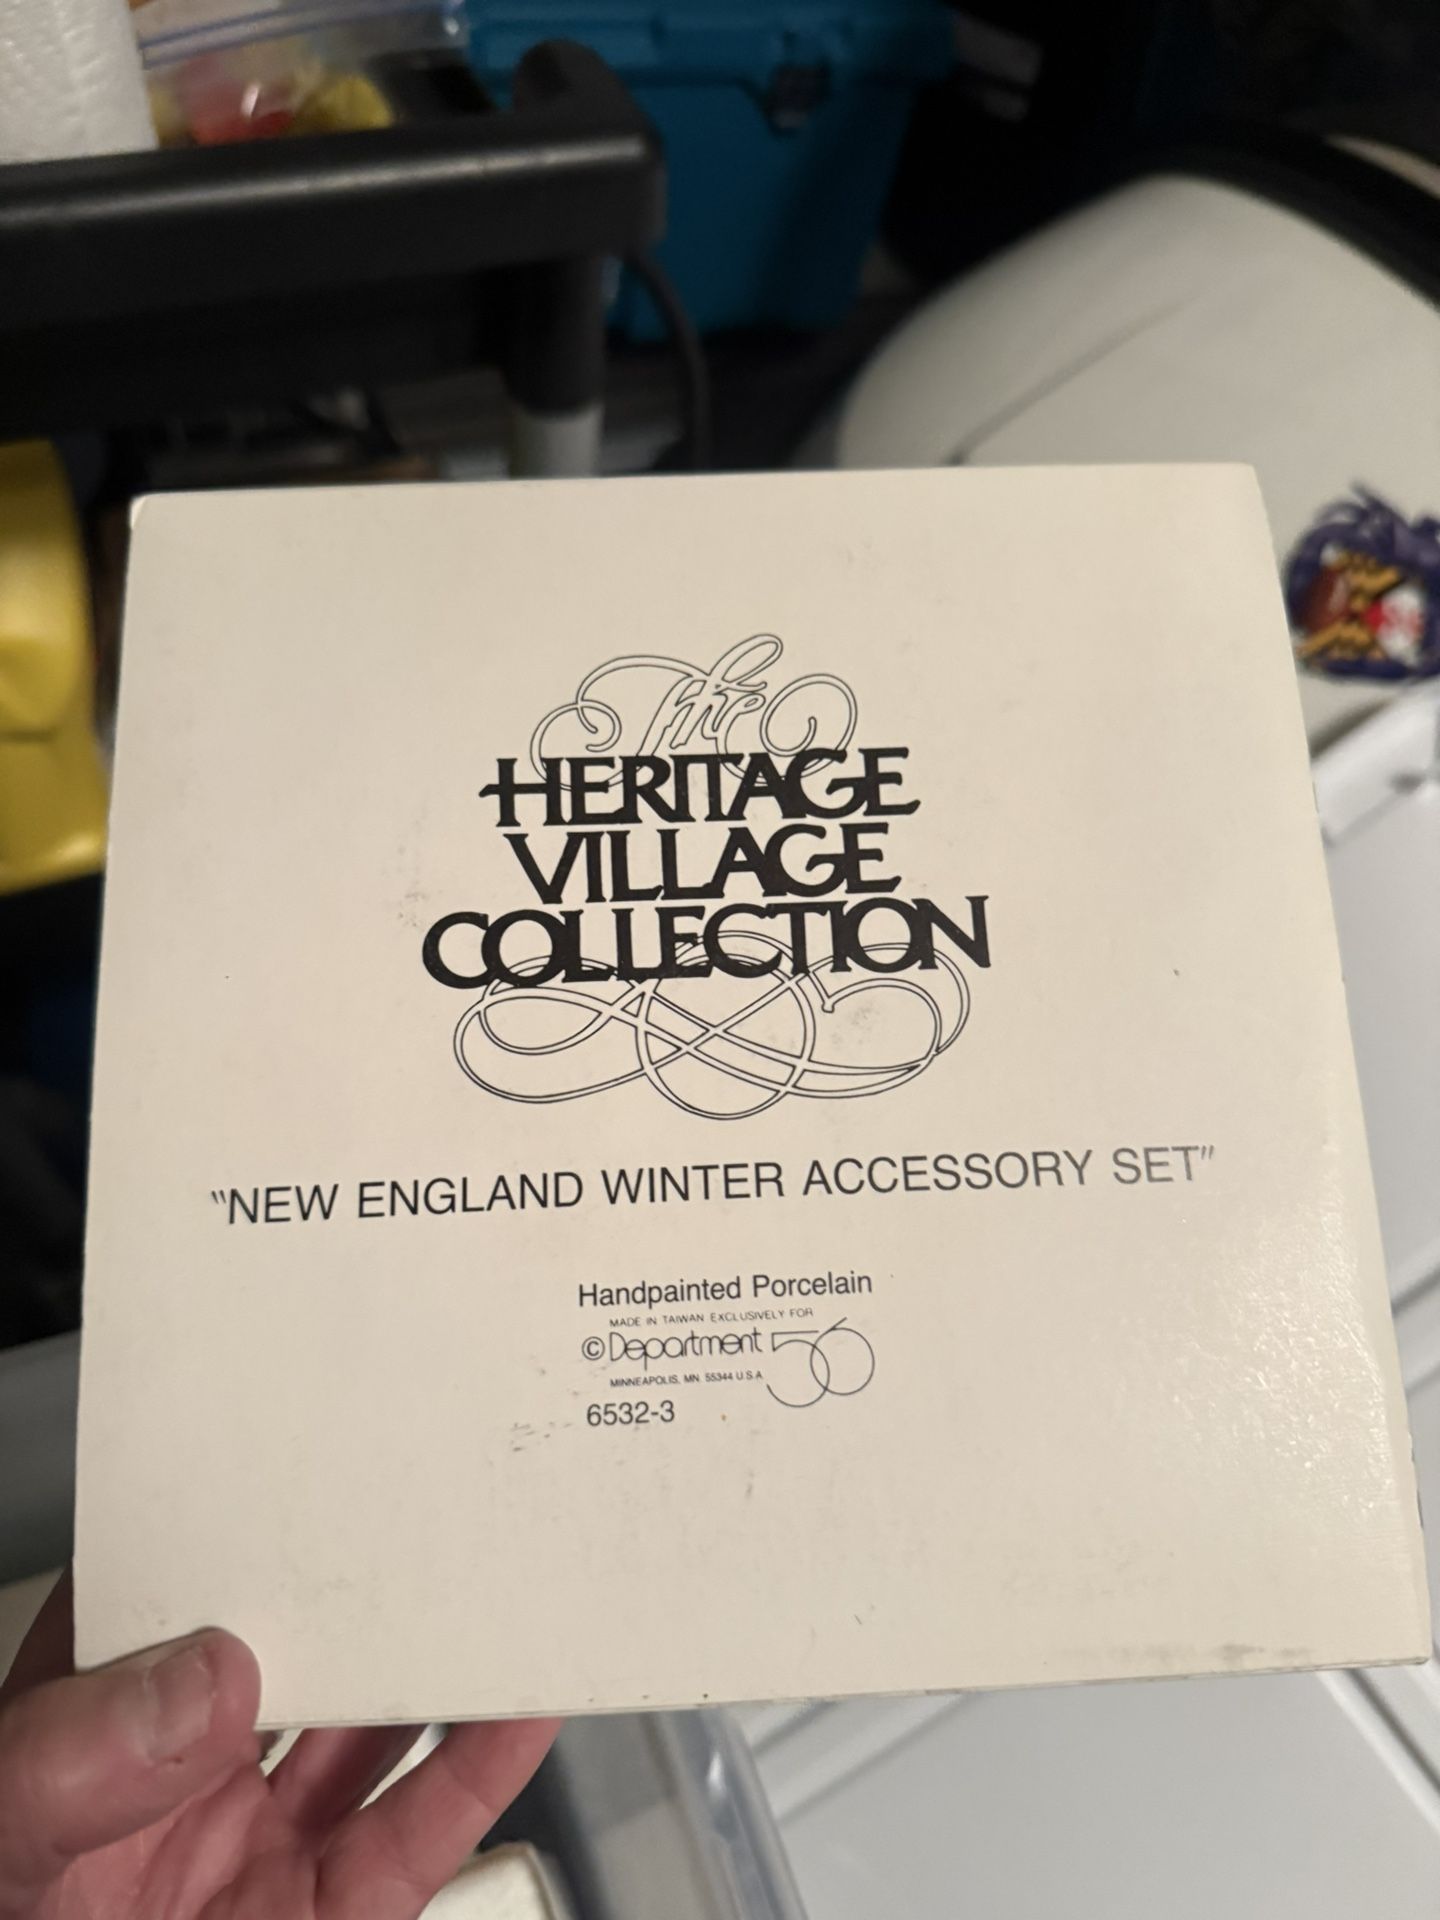 The
HERITAGE
VILLAGE
COLLECTION
"NEW ENGLAND WINTER ACCESSORY SET"
Handpainted Porcelain
MADE IN TAIWAN EXCLUSIVELY FOR
©Department 56
MINNEAPOLIS, MN 55344 U.S.A.
6532-3